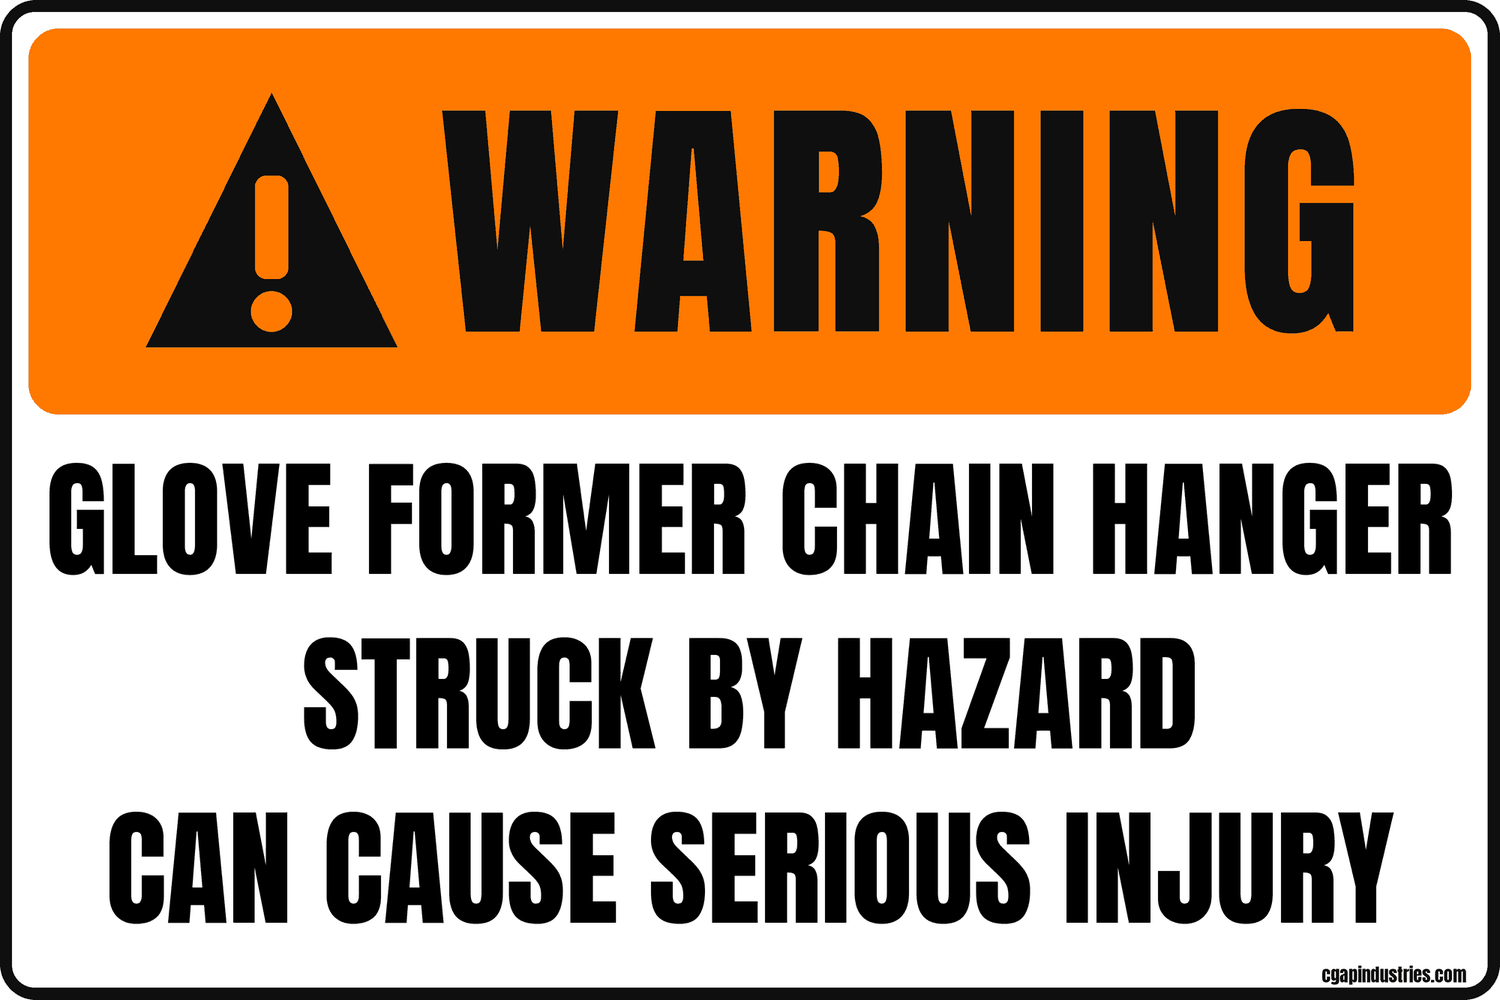 WARNING
GLOVE FORMER CHAIN HANGER
STRUCK BY HAZARD
CAN CAUSE SERIOUS INJURY
cgapindustries.com